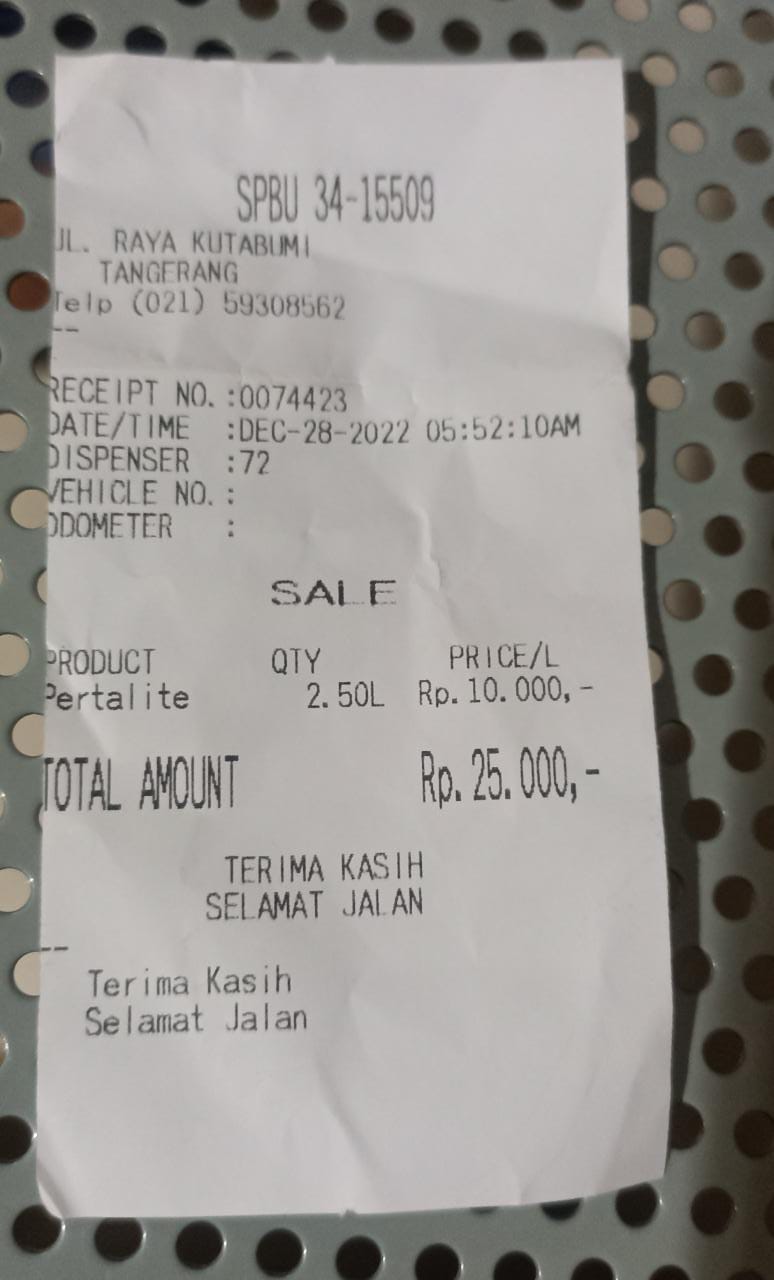 SPBU 34-15509
JL. RAYA KUTABUMI
TANGERANG
Telp (021) 59308562
--
RECEIPT NO. :0074423
DATE/TIME :DEC-28-2022 05:52:10AM
DISPENSER :72
VEHICLE NO. :
ODOMETER :
SALE
PRODUCT QTY PRICE/L
Pertalite 2.50L Rp. 10.000,-
TOTAL AMOUNT Rp. 25.000,-
TERIMA KASIH
SELAMAT JALAN
--
Terima Kasih
Selamat Jalan